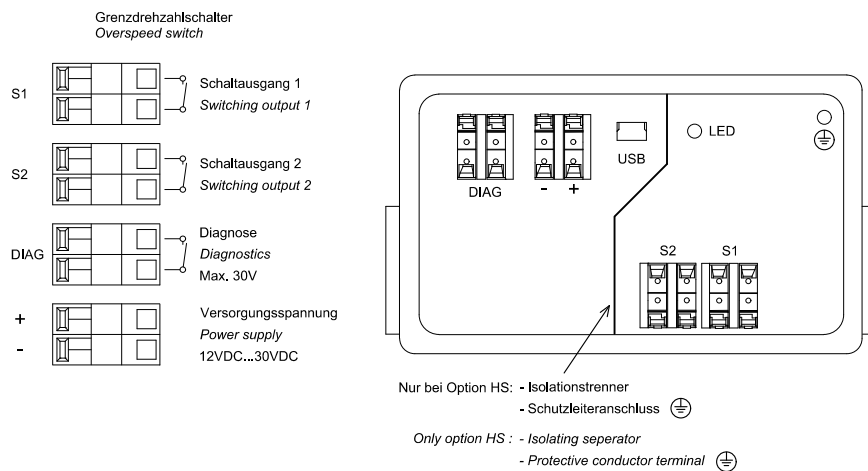 Grenzdrehzahlschalter
Overspeed switch
S1
Schaltausgang 1
Switching output 1
S2
Schaltausgang 2
Switching output 2
DIAG
Diagnose
Diagnostics
Max. 30V
+
-
Versorgungsspannung
Power supply
12VDC...30VDC
DIAG
- +
USB
LED
S2 S1
Nur bei Option HS: - Isolationstrenner
- Schutzleiteranschluss
Only option HS : - Isolating seperator
- Protective conductor terminal